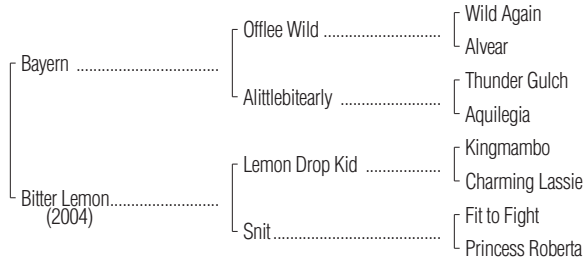 Wild Again
Offlee Wild ........................
Alvear
Bayern ..............................
Thunder Gulch
Alittlebitearly .....................
Aquilegia
Kingmambo
Lemon Drop Kid ................
Charming Lassie
Bitter Lemon.......................
(2004)
Fit to Fight
Snit...................................
Princess Roberta